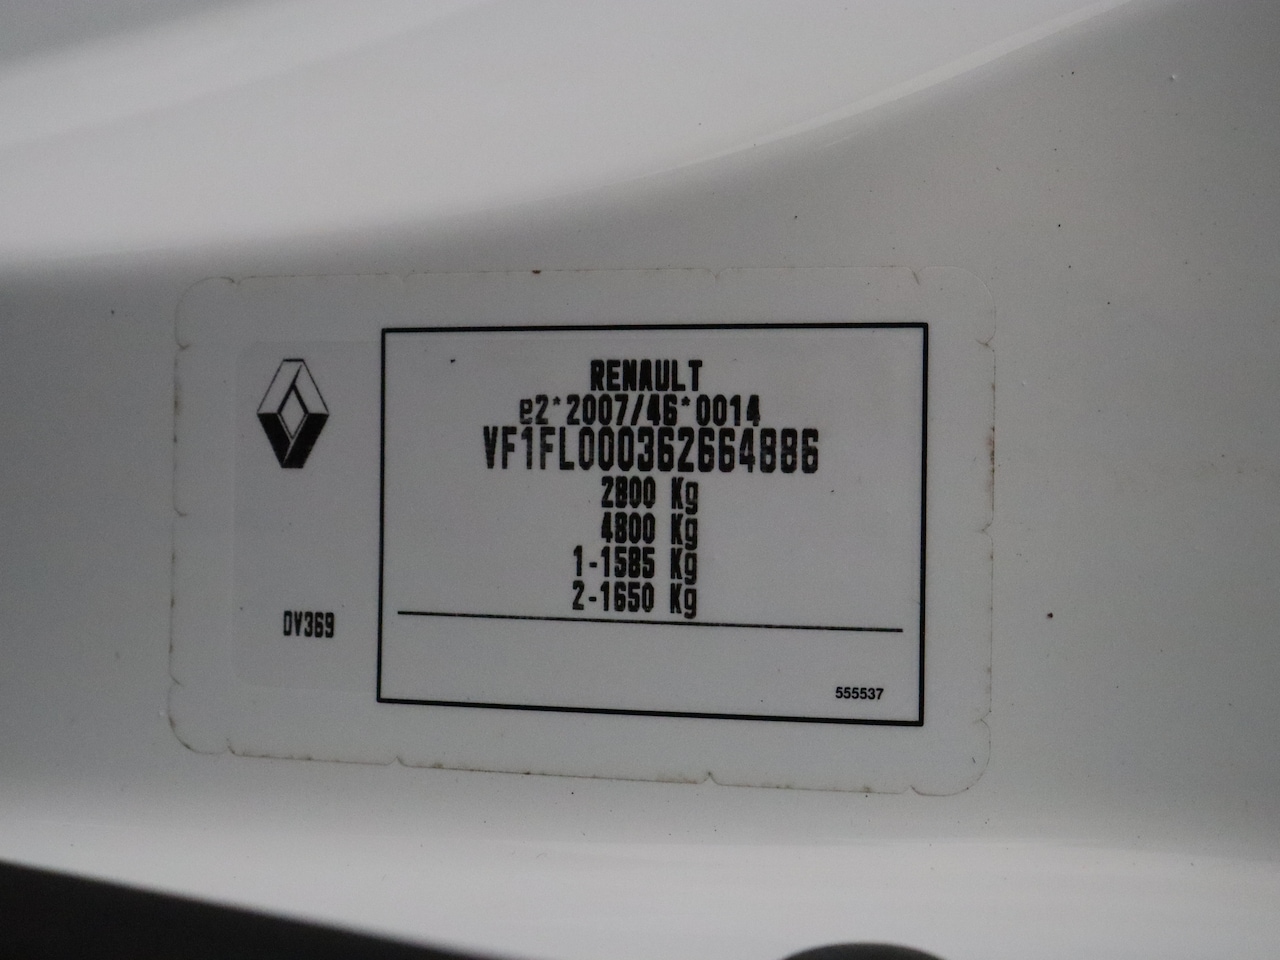 RENAULT
e2*2007/46*0014
VF1FL000362664886
2800 Kg
4800 Kg
1-1585 Kg
2-1650 Kg
DV369
555537